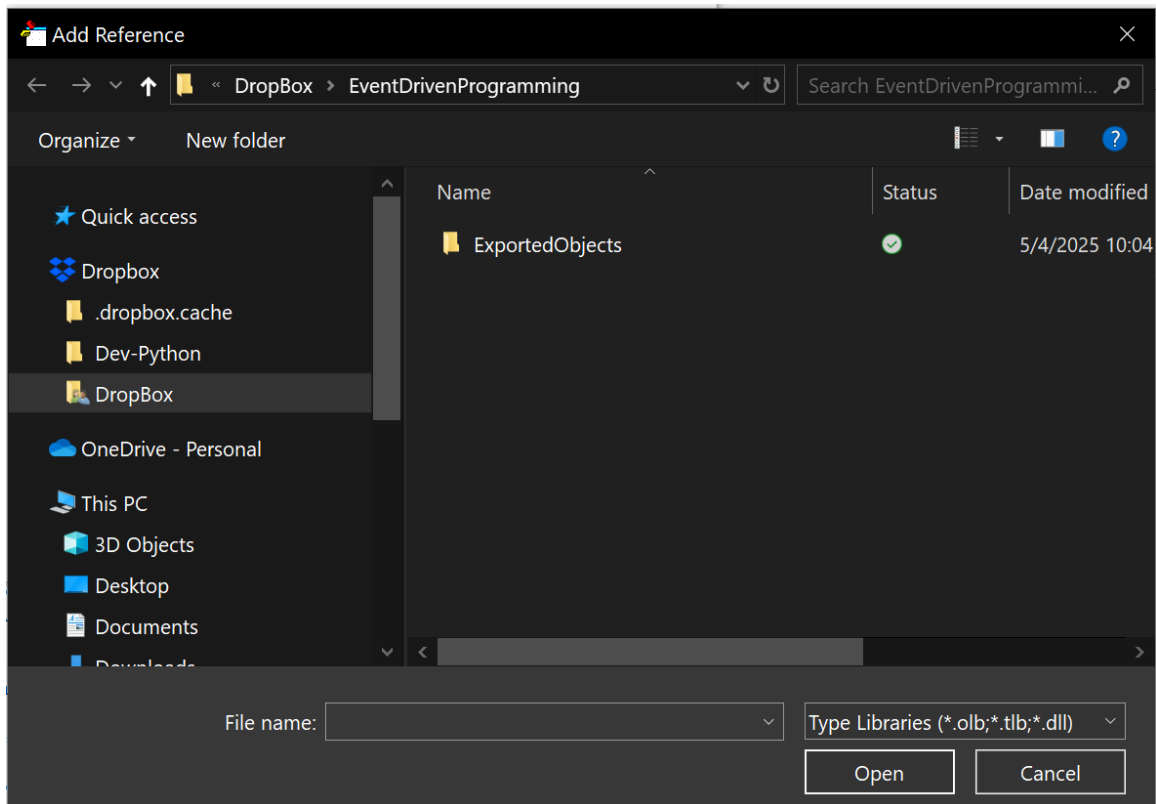 Add Reference
« DropBox > EventDrivenProgramming
Search EventDrivenProgrammi...
Organize
New folder
Name
Status
Date modified
Quick access
Dropbox
.dropbox.cache
Dev-Python
DropBox
OneDrive - Personal
This PC
3D Objects
Desktop
Documents
Downloads
ExportedObjects
5/4/2025 10:04
File name:
Type Libraries (*.olb;*.tlb;*.dll)
Open
Cancel